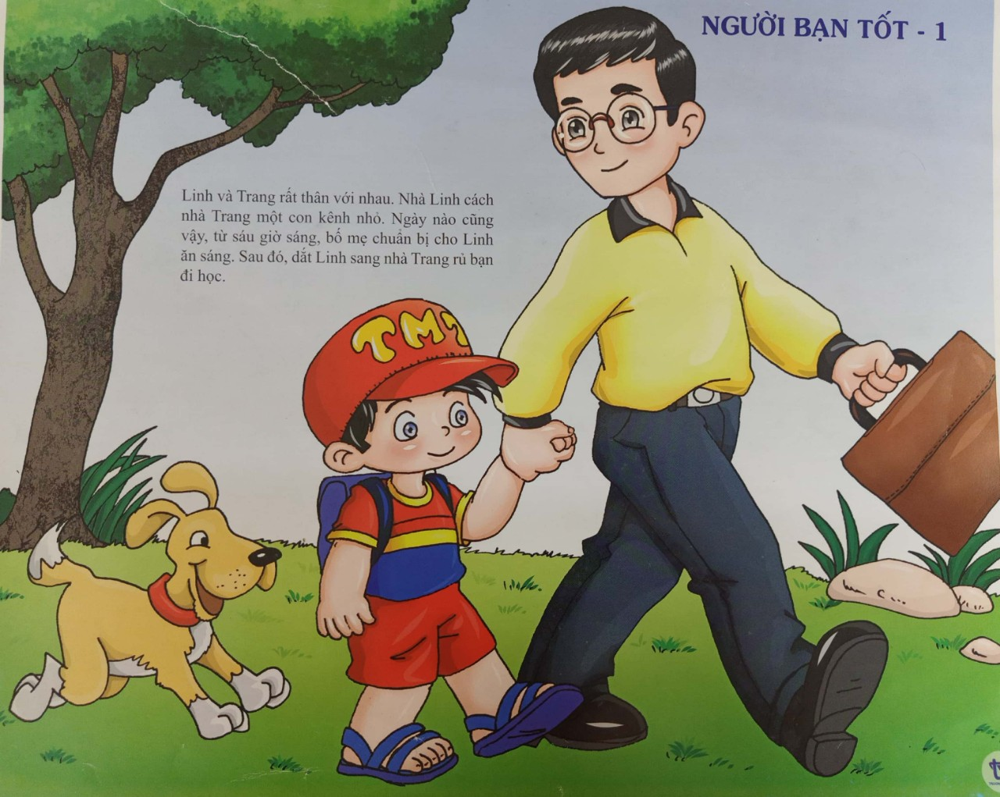 NGƯỜI BẠN TỐT - 1
Linh và Trang rất thân với nhau. Nhà Linh cách
nhà Trang một con kênh nhỏ. Ngày nào cũng
vậy, từ sáu giờ sáng, bố mẹ chuẩn bị cho Linh
ăn sáng. Sau đó, dắt Linh sang nhà Trang rủ bạn
đi học.
TMT